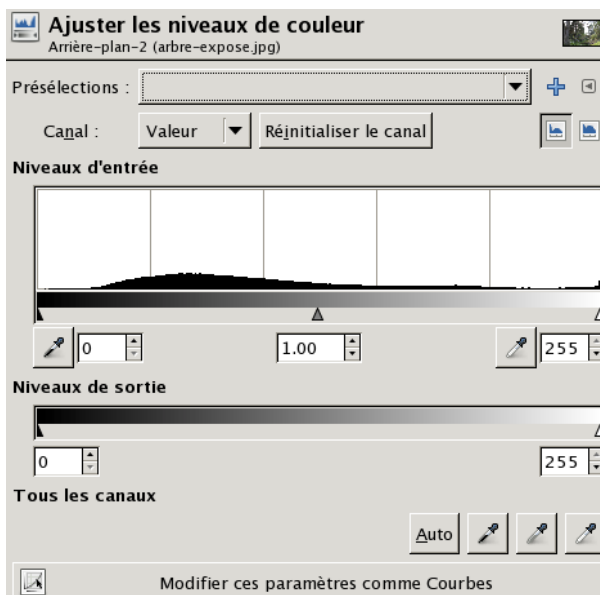 Ajuster les niveaux de couleur
Arrière-plan-2 (arbre-expose.jpg)
Présélections :
Canal : Valeur Réinitialiser le canal
Niveaux d'entrée
0 1.00 255
Niveaux de sortie
0 255
Tous les canaux
Auto
Modifier ces paramètres comme Courbes